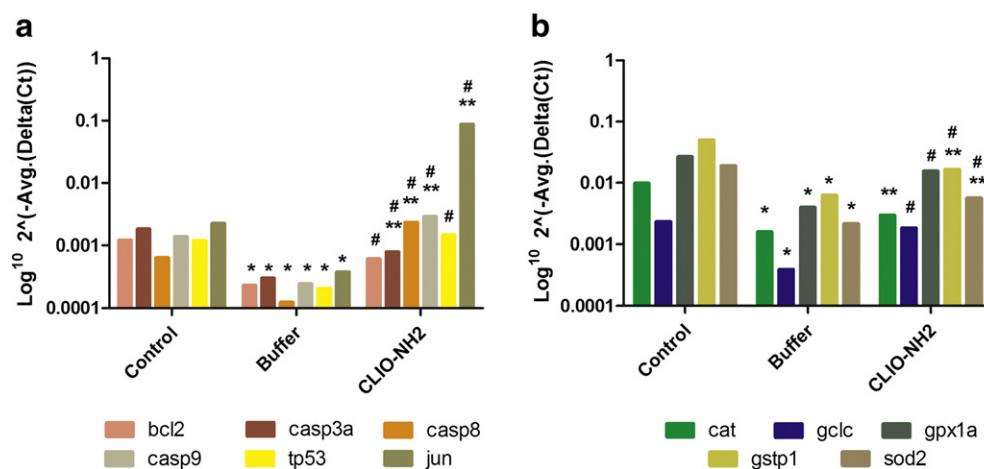 a
Log¹⁰ 2^(-Avg.(Delta(Ct))
1
0.1
0.01
0.001
0.0001
* * * * * *
#
# **
# **
# **
#
# **
Control
Buffer
CLIO-NH2
bcl2 casp3a casp8
casp9 tp53 jun
b
Log¹⁰ 2^(-Avg.(Delta(Ct))
1
0.1
0.01
0.001
0.0001
* * * * *
**
#
#
# **
# **
Control
Buffer
CLIO-NH2
cat gclc gpx1a
gstp1 sod2